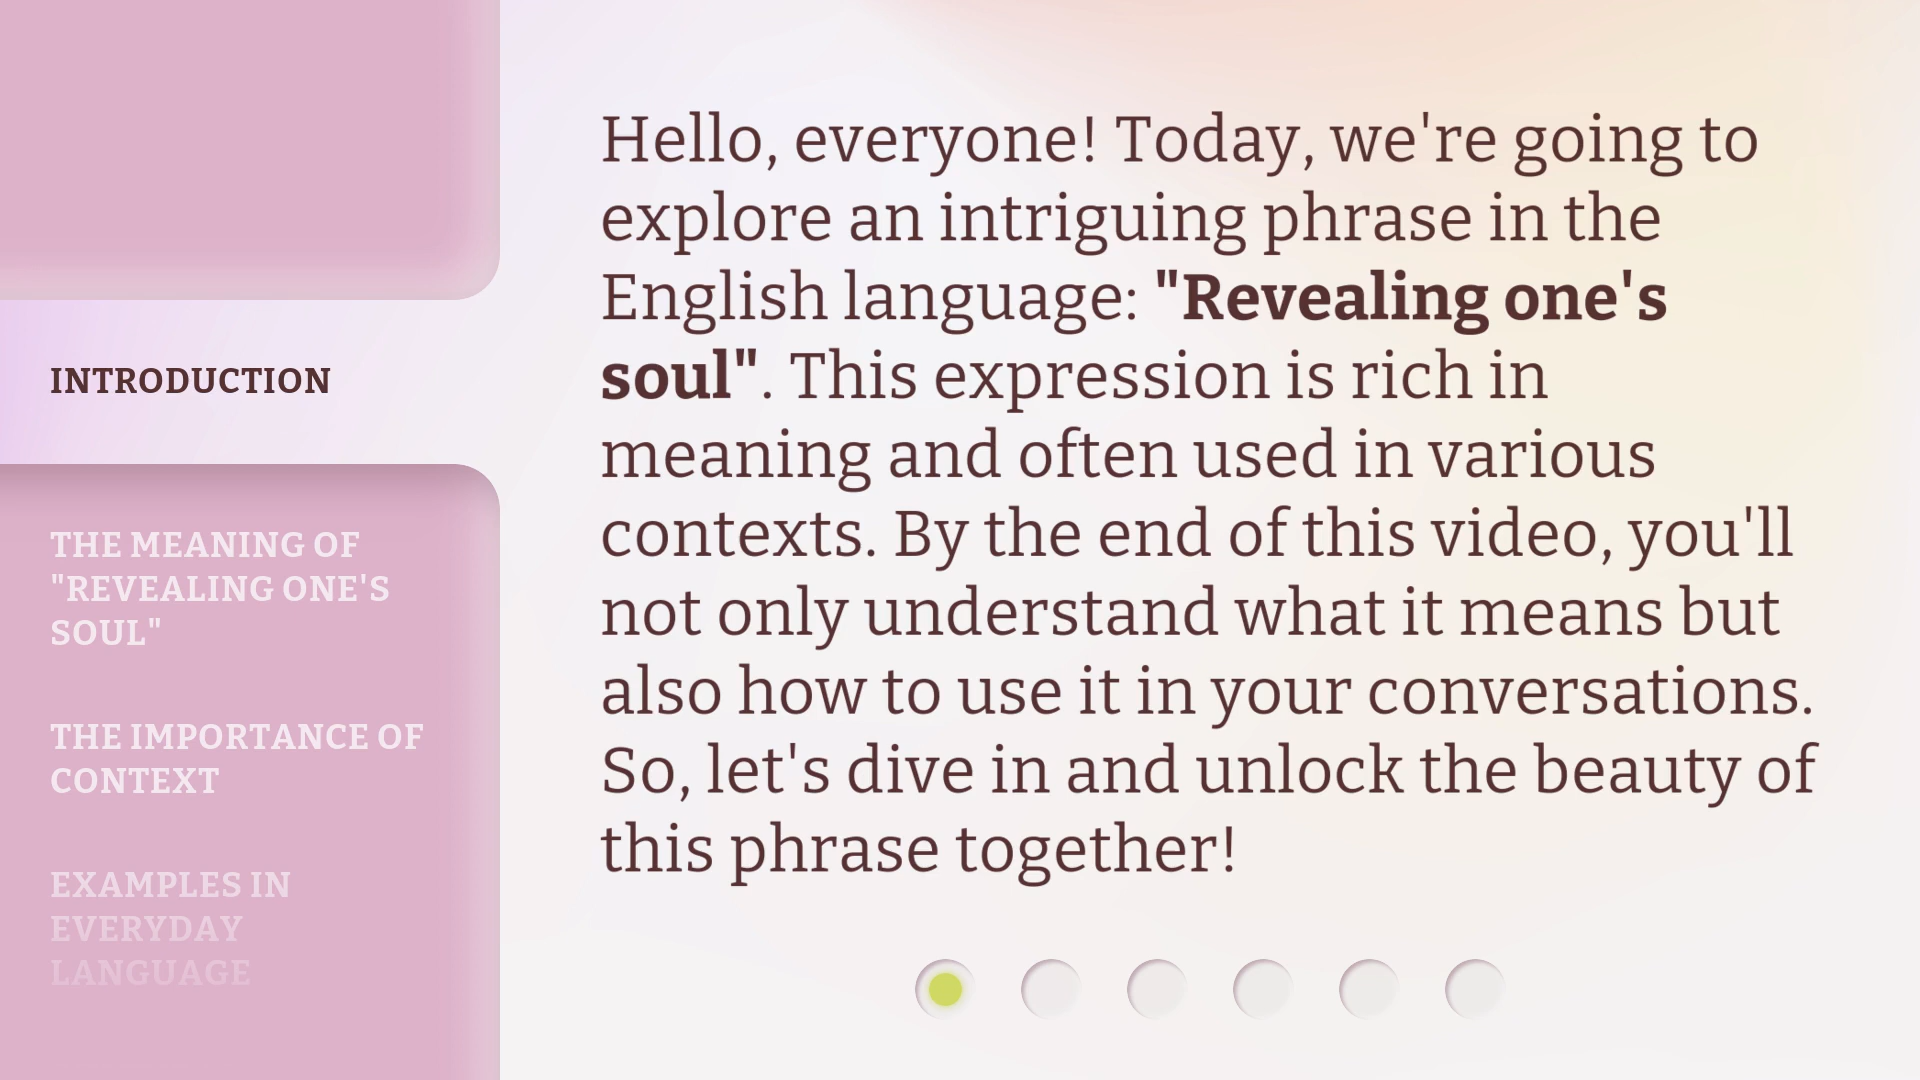 INTRODUCTION
THE MEANING OF
"REVEALING ONE'S
SOUL"
THE IMPORTANCE OF
CONTEXT
EXAMPLES IN
EVERYDAY
LANGUAGE
Hello, everyone! Today, we're going to
explore an intriguing phrase in the
English language: "Revealing one's
soul". This expression is rich in
meaning and often used in various
contexts. By the end of this video, you'll
not only understand what it means but
also how to use it in your conversations.
So, let's dive in and unlock the beauty of
this phrase together!